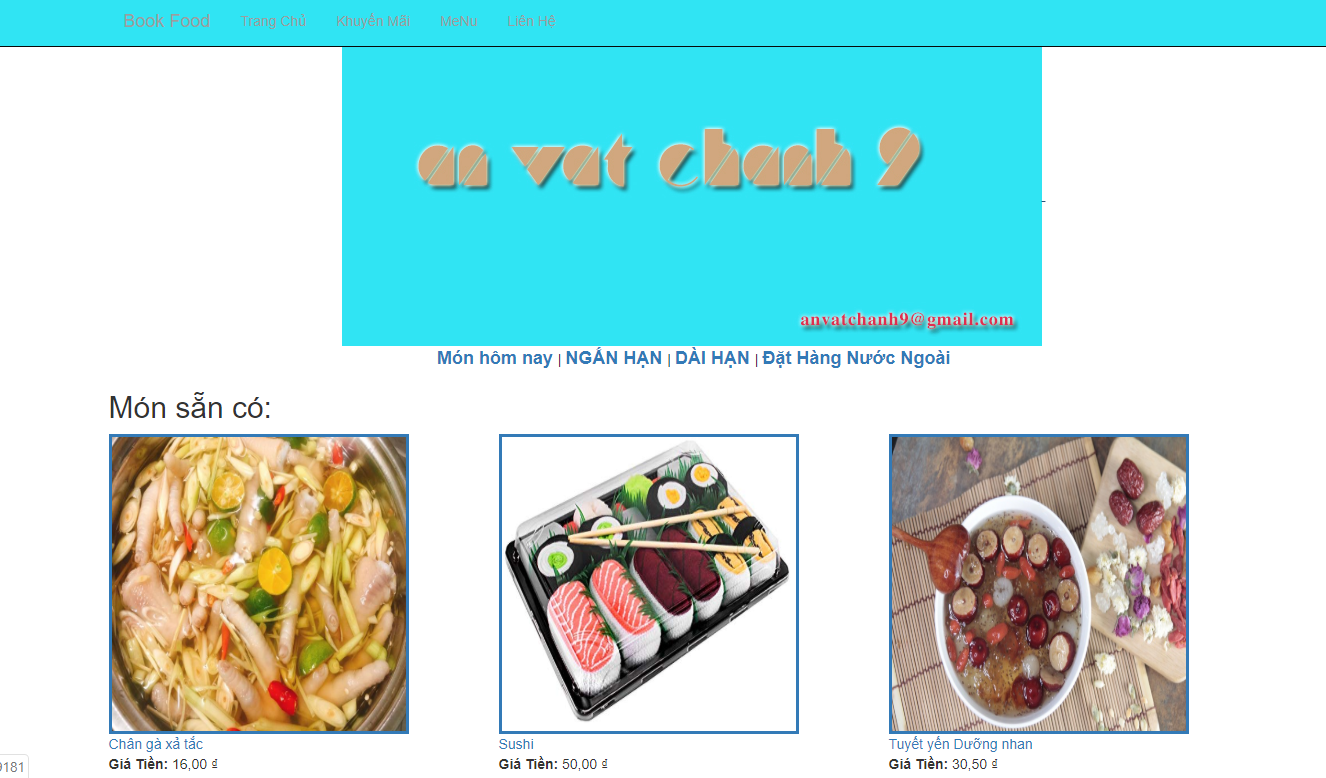 Book Food Trang Chủ Khuyến Mãi MeNu Liên Hệ
an vat chanh 9
anvatchanh9@gmail.com
Món hôm nay | NGẮN HẠN | DÀI HẠN | Đặt Hàng Nước Ngoài
Món sẵn có:
Chân gà xả tắc Sushi Tuyết yến Dưỡng nhan
Giá Tiền: 16,00 ₫ Giá Tiền: 50,00 ₫ Giá Tiền: 30,50 ₫
9181